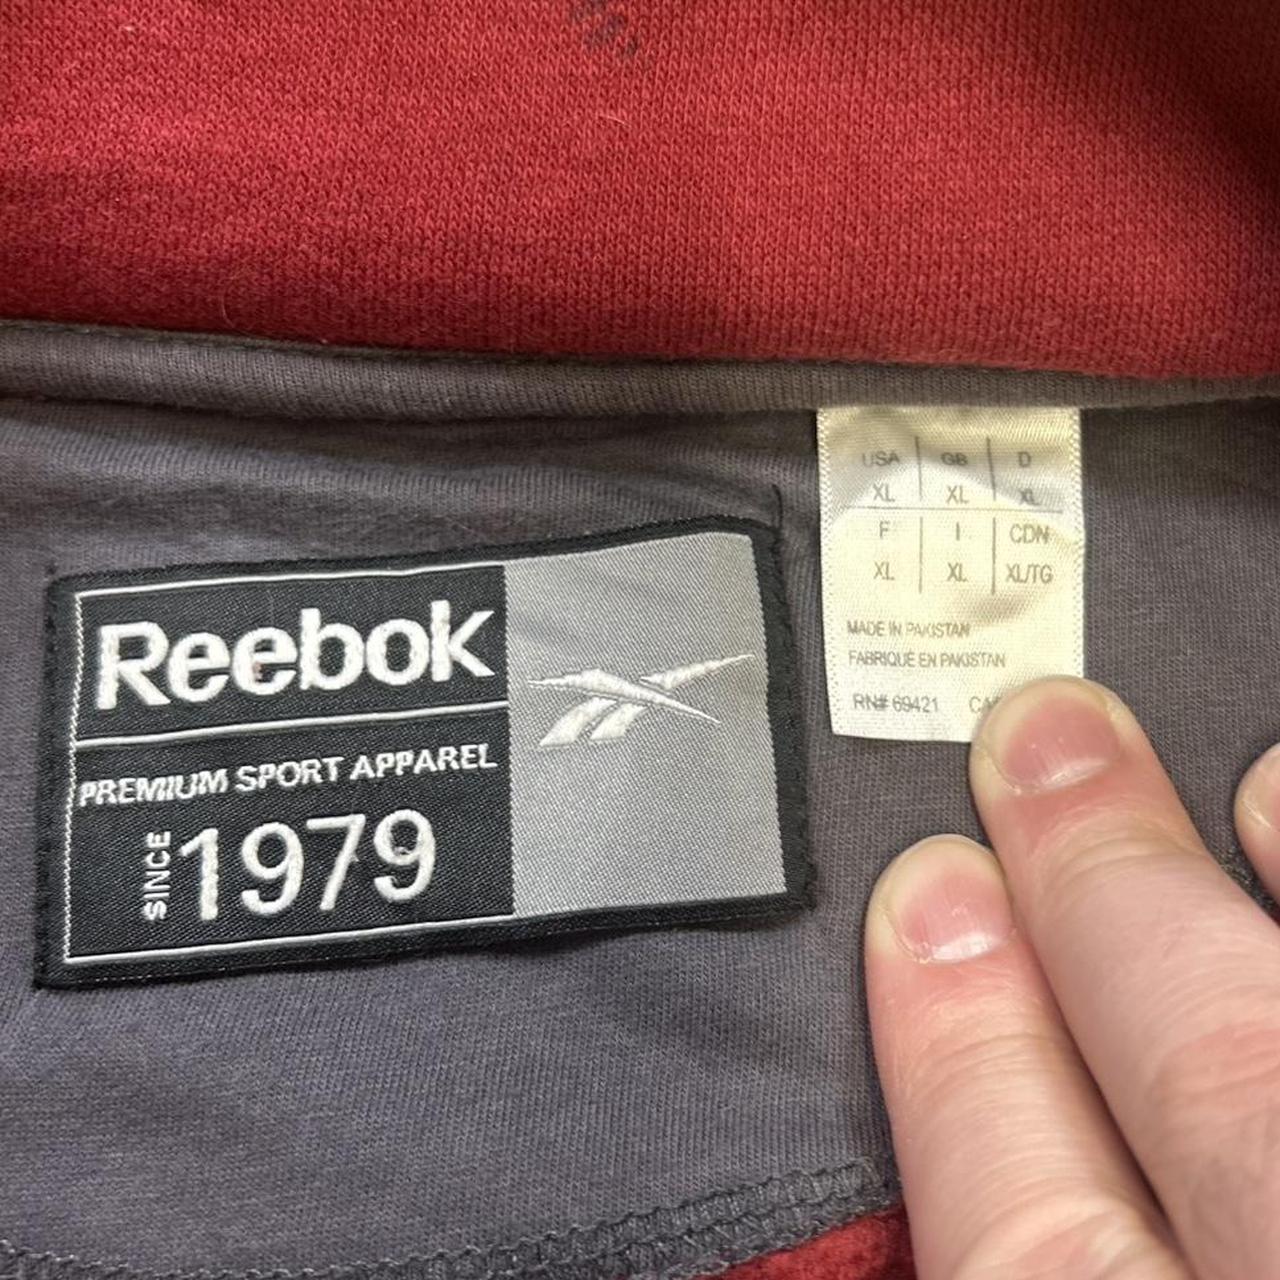 Reebok
PREMIUM SPORT APPAREL
SINCE 1979
USA GB D
XL XL XL
F I CDN
XL XL XL/TG
MADE IN PAKISTAN
FABRIQUÉ EN PAKISTAN
RN# 69421